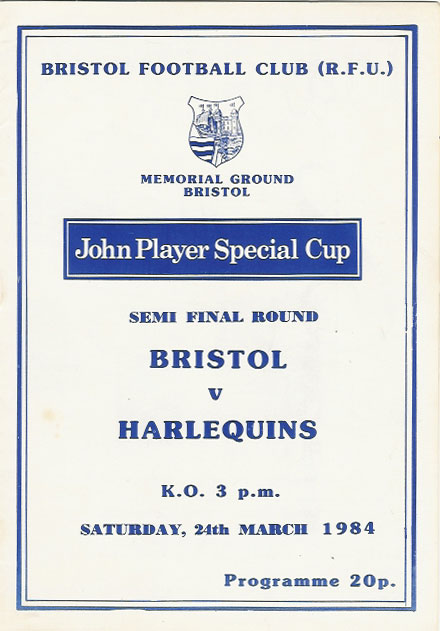 BRISTOL FOOTBALL CLUB (R.F.U.)
MEMORIAL GROUND
BRISTOL
John Player Special Cup
SEMI FINAL ROUND
BRISTOL
v
HARLEQUINS
K.O. 3 p.m.
SATURDAY, 24th MARCH 1984
Programme 20p.